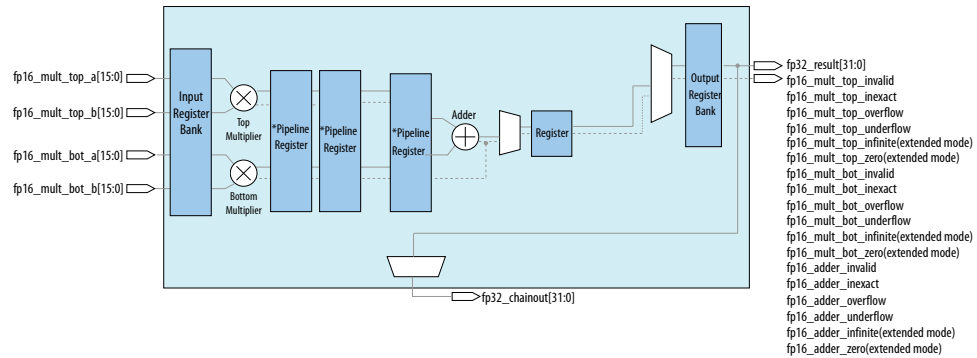 fp16_mult_top_a[15:0]
fp16_mult_top_b[15:0]
fp16_mult_bot_a[15:0]
fp16_mult_bot_b[15:0]
Input
Register
Bank
Top
Multiplier
Bottom
Multiplier
*Pipeline
Register
*Pipeline
Register
*Pipeline
Register
Adder
Register
Output
Register
Bank
fp32_chainout[31:0]
fp32_result[31:0]
fp16_mult_top_invalid
fp16_mult_top_inexact
fp16_mult_top_overflow
fp16_mult_top_underflow
fp16_mult_top_infinite(extended mode)
fp16_mult_top_zero(extended mode)
fp16_mult_bot_invalid
fp16_mult_bot_inexact
fp16_mult_bot_overflow
fp16_mult_bot_underflow
fp16_mult_bot_infinite(extended mode)
fp16_mult_bot_zero(extended mode)
fp16_adder_invalid
fp16_adder_inexact
fp16_adder_overflow
fp16_adder_underflow
fp16_adder_infinite(extended mode)
fp16_adder_zero(extended mode)